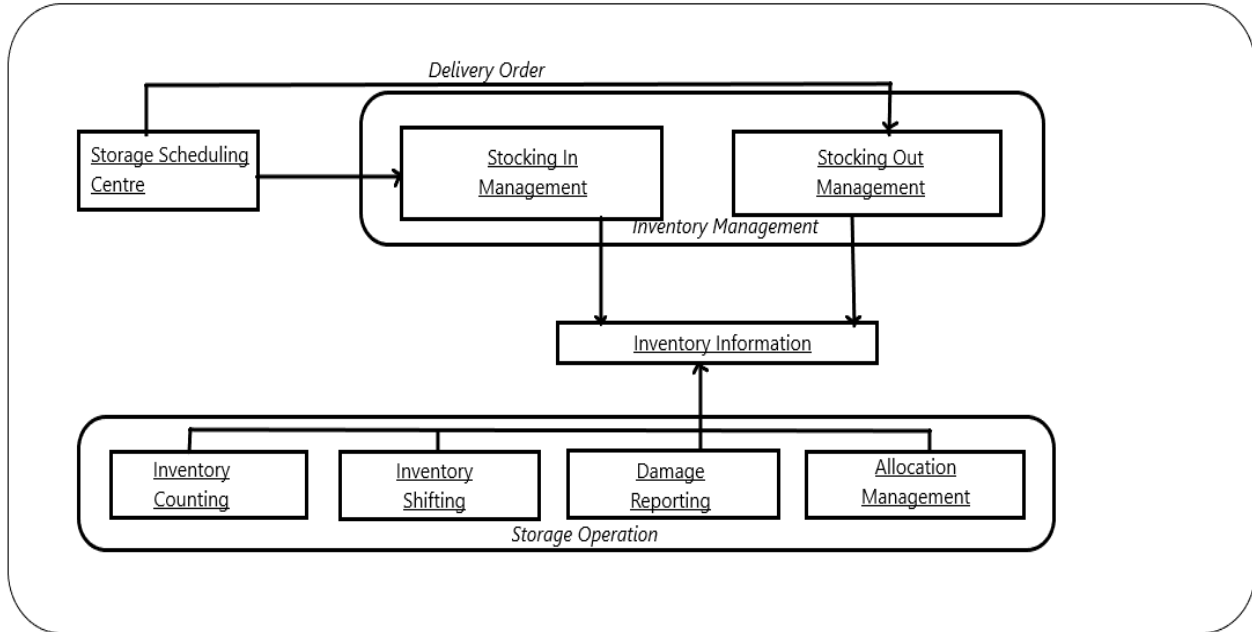 Delivery Order
Storage Scheduling
Centre
Stocking In
Management
Stocking Out
Management
Inventory Management
Inventory Information
Inventory
Counting
Inventory
Shifting
Damage
Reporting
Allocation
Management
Storage Operation